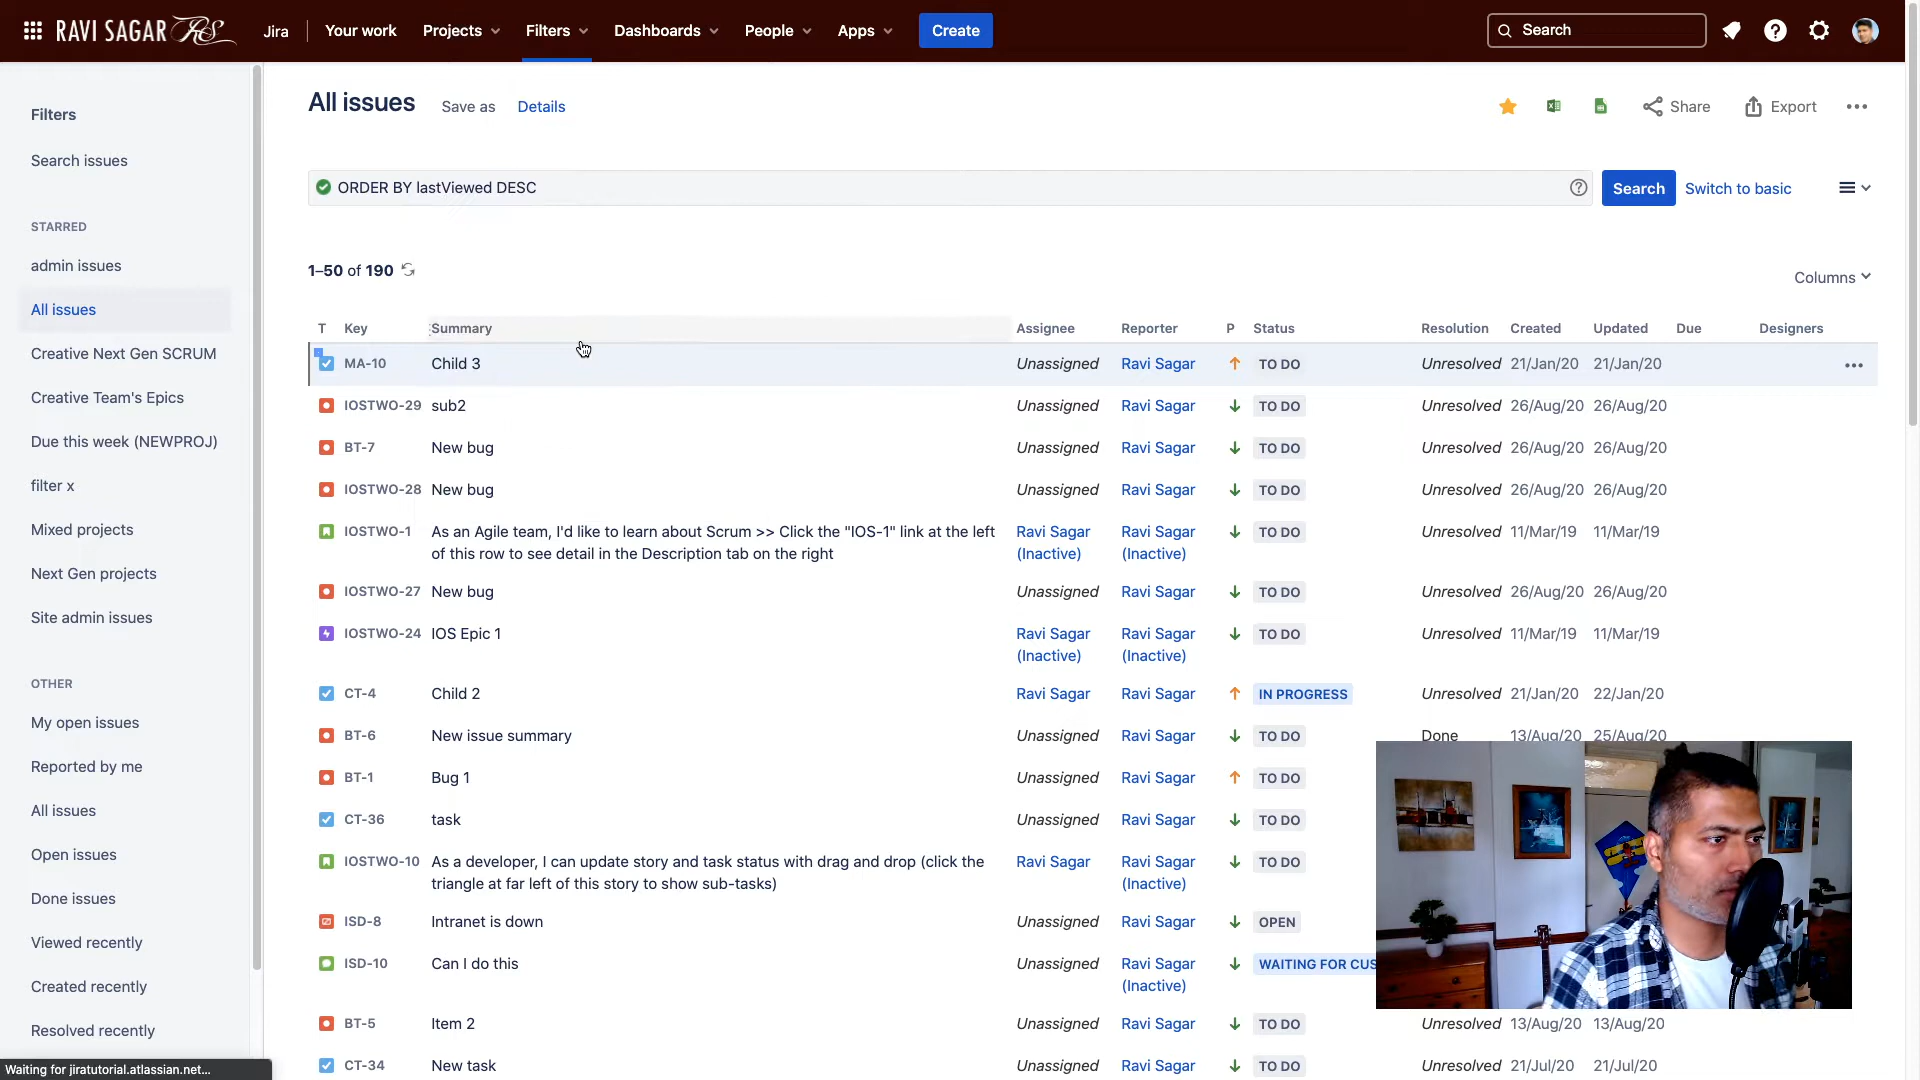 RAVI SAGAR RS Jira Your work Projects Filters Dashboards People Apps Create Search
Filters
Search issues
STARRED
admin issues
All issues
Creative Next Gen SCRUM
Creative Team's Epics
Due this week (NEWPROJ)
filter x
Mixed projects
Next Gen projects
Site admin issues
OTHER
My open issues
Reported by me
All issues
Open issues
Done issues
Viewed recently
Created recently
Resolved recently
Waiting for jiratutorial.atlassian.net...
All issues Save as Details Share Export
ORDER BY lastViewed DESC Search Switch to basic
1–50 of 190 Columns
T Key Summary Assignee Reporter P Status Resolution Created Updated Due Designers
MA-10 Child 3 Unassigned Ravi Sagar TO DO Unresolved 21/Jan/20 21/Jan/20
IOSTWO-29 sub2 Unassigned Ravi Sagar TO DO Unresolved 26/Aug/20 26/Aug/20
BT-7 New bug Unassigned Ravi Sagar TO DO Unresolved 26/Aug/20 26/Aug/20
IOSTWO-28 New bug Unassigned Ravi Sagar TO DO Unresolved 26/Aug/20 26/Aug/20
IOSTWO-1 As an Agile team, I'd like to learn about Scrum >> Click the "IOS-1" link at the left Ravi Sagar Ravi Sagar TO DO Unresolved 11/Mar/19 11/Mar/19
of this row to see detail in the Description tab on the right (Inactive) (Inactive)
IOSTWO-27 New bug Unassigned Ravi Sagar TO DO Unresolved 26/Aug/20 26/Aug/20
IOSTWO-24 IOS Epic 1 Ravi Sagar Ravi Sagar TO DO Unresolved 11/Mar/19 11/Mar/19
(Inactive) (Inactive)
CT-4 Child 2 Ravi Sagar Ravi Sagar IN PROGRESS Unresolved 21/Jan/20 22/Jan/20
BT-6 New issue summary Unassigned Ravi Sagar TO DO Done 13/Aug/20 25/Aug/20
BT-1 Bug 1 Unassigned Ravi Sagar TO DO
CT-36 task Unassigned Ravi Sagar TO DO
IOSTWO-10 As a developer, I can update story and task status with drag and drop (click the Ravi Sagar Ravi Sagar TO DO
triangle at far left of this story to show sub-tasks) (Inactive)
ISD-8 Intranet is down Unassigned Ravi Sagar OPEN
ISD-10 Can I do this Unassigned Ravi Sagar WAITING FOR CUS
(Inactive)
BT-5 Item 2 Unassigned Ravi Sagar TO DO Unresolved 13/Aug/20 13/Aug/20
CT-34 New task Unassigned Ravi Sagar TO DO Unresolved 21/Jul/20 21/Jul/20